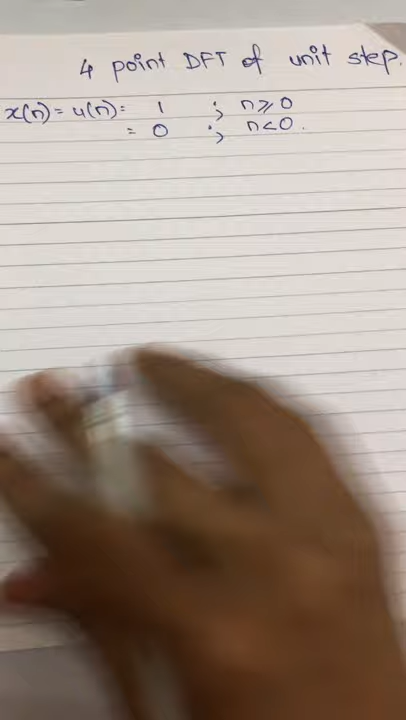 4 point DFT of unit step.
x(n) = u(n) = 1 ; n ≥ 0
= 0 ; n < 0.